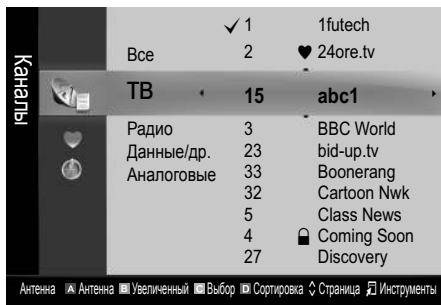 Каналы
✓ 1 1futech
Все 2 ♥ 24ore.tv
ТВ 15 abc1
Радио 3 BBC World
Данные/др. 23 bid-up.tv
Аналоговые 33 Boonerang
32 Cartoon Nwk
5 Class News
4 Coming Soon
27 Discovery
Антенна A Антенна B Увеличенный C Выбор D Сортировка Страница Инструменты